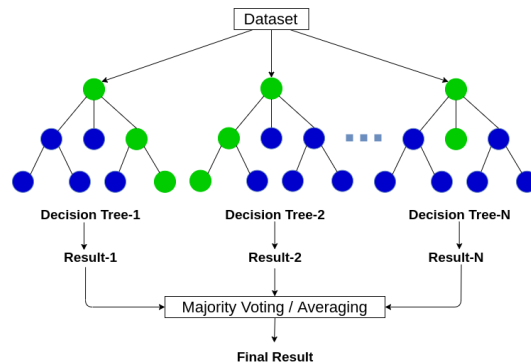 Dataset
Decision Tree-1
Decision Tree-2
Decision Tree-N
Result-1
Result-2
Result-N
Majority Voting / Averaging
Final Result